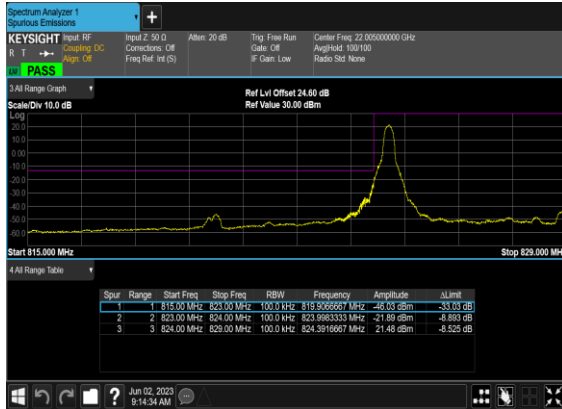 Spectrum Analyzer 1
Spurious Emissions
+
KEYSIGHT Input: RF Input Z: 50 Ω Atten: 20 dB Trig: Free Run Center Freq: 22.005000000 GHz
R T Coupling: DC Corrections: Off Gate: Off Avg|Hold: 100/100
Align: Off Freq Ref: Int (S) IF Gain: Low Radio Std: None
PASS
3 All Range Graph
Ref Lvl Offset 24.60 dB
Scale/Div 10.0 dB Ref Value 30.00 dBm
Log
20.0
10.0
0.00
-10.0
-20.0
-30.0
-40.0
-50.0
-60.0
Start 815.000 MHz Stop 829.000 MHz
4 All Range Table
Spur Range Start Freq Stop Freq RBW Frequency Amplitude ΔLimit
1 1 815.00 MHz 823.00 MHz 100.0 kHz 819.9066667 MHz -46.03 dBm -33.03 dB
2 2 823.00 MHz 824.00 MHz 100.0 kHz 823.9983333 MHz -21.89 dBm -8.893 dB
3 3 824.00 MHz 829.00 MHz 100.0 kHz 824.3916667 MHz 21.48 dBm -8.525 dB
? Jun 02, 2023
9:14:34 AM